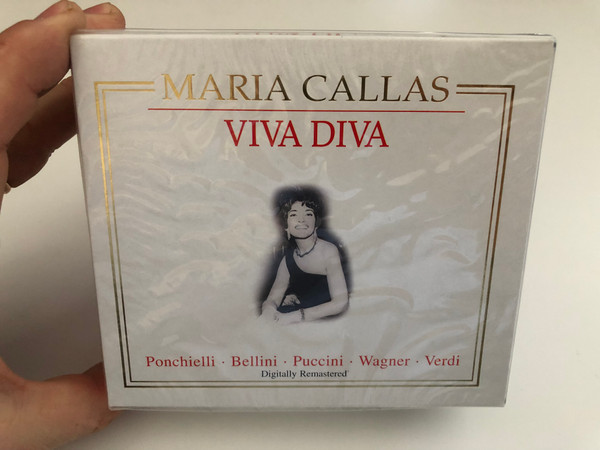 MARIA CALLAS
VIVA DIVA
Ponchielli · Bellini · Puccini · Wagner · Verdi
Digitally Remastered